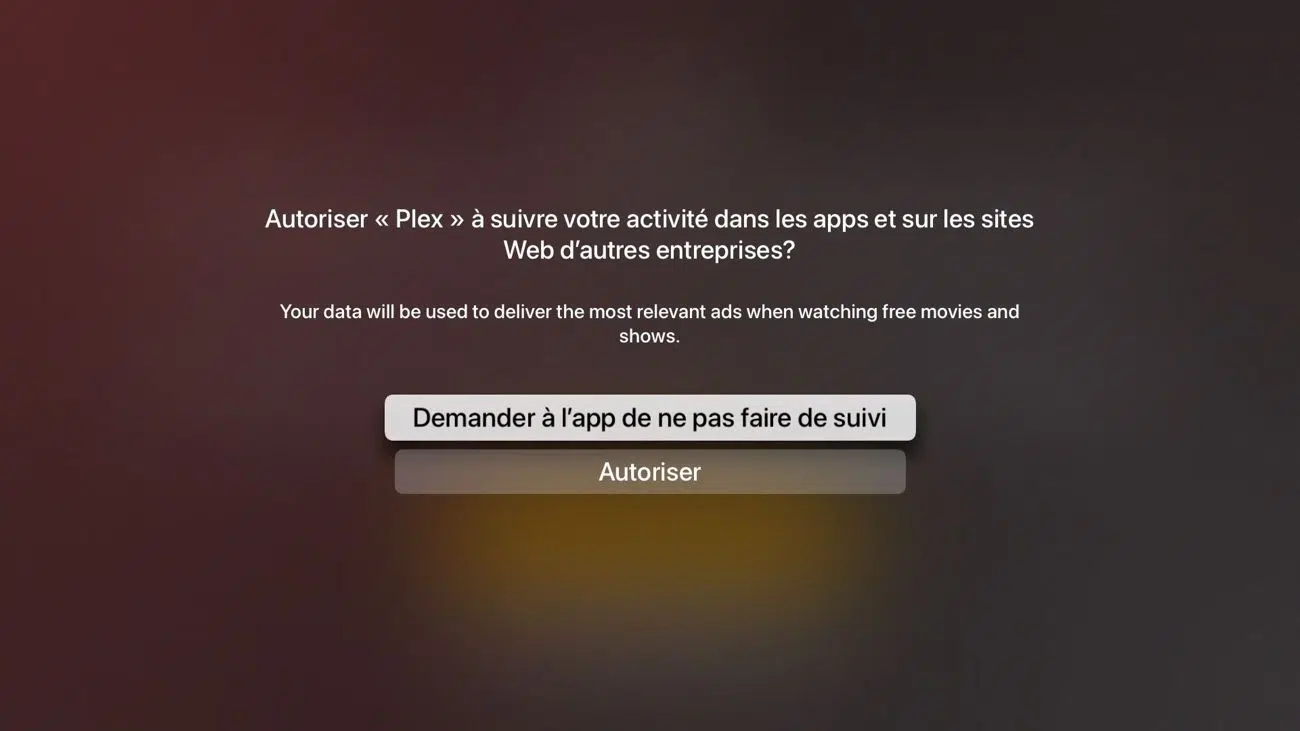 Autoriser « Plex » à suivre votre activité dans les apps et sur les sites
Web d’autres entreprises?
Your data will be used to deliver the most relevant ads when watching free movies and
shows.
Demander à l’app de ne pas faire de suivi
Autoriser